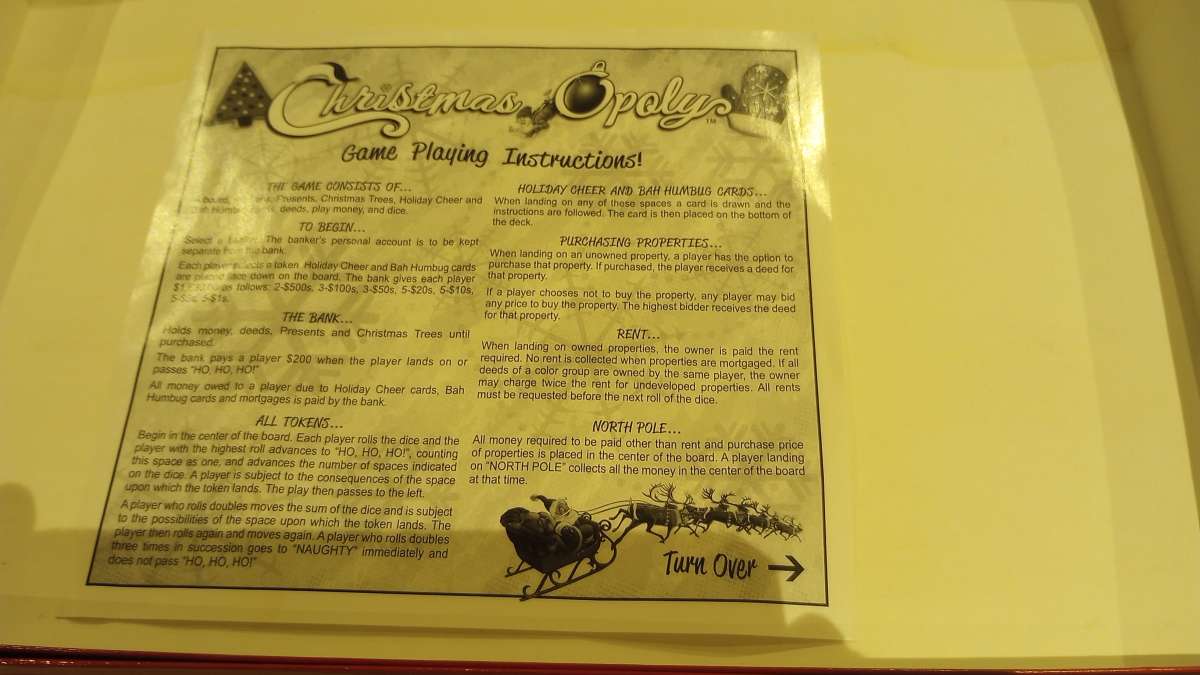 Christmas Opoly™
Game Playing Instructions!
THE GAME CONSISTS OF...
board, Presents, Christmas Trees, Holiday Cheer and
Bah Humbug deeds, play money, and dice.
TO BEGIN...
Select a The banker's personal account is to be kept
separate from the bank.
Each player selects a token. Holiday Cheer and Bah Humbug cards
are placed face down on the board. The bank gives each player
as follows: 2-$500s, 3-$100s, 3-$50s, 5-$20s, 5-$10s,
5-$1s.
THE BANK...
Holds money, deeds, Presents and Christmas Trees until
purchased.
The bank pays a player $200 when the player lands on or
passes "HO, HO, HO!"
All money owed to a player due to Holiday Cheer cards, Bah
Humbug cards and mortgages is paid by the bank.
ALL TOKENS...
Begin in the center of the board. Each player rolls the dice and the
player with the highest roll advances to "HO, HO, HO!", counting
this space as one, and advances the number of spaces indicated
on the dice. A player is subject to the consequences of the space
upon which the token lands. The play then passes to the left.
A player who rolls doubles moves the sum of the dice and is subject
to the possibilities of the space upon which the token lands. The
player then rolls again and moves again. A player who rolls doubles
three times in succession goes to "NAUGHTY" immediately and
does not pass "HO, HO, HO!"
HOLIDAY CHEER AND BAH HUMBUG CARDS...
When landing on any of these spaces a card is drawn and the
instructions are followed. The card is then placed on the bottom of
the deck.
PURCHASING PROPERTIES...
When landing on an unowned property, a player has the option to
purchase that property. If purchased, the player receives a deed for
that property.
If a player chooses not to buy the property, any player may bid
any price to buy the property. The highest bidder receives the deed
for that property.
RENT...
When landing on owned properties, the owner is paid the rent
required. No rent is collected when properties are mortgaged. If all
deeds of a color group are owned by the same player, the owner
may charge twice the rent for undeveloped properties. All rents
must be requested before the next roll of the dice.
NORTH POLE...
All money required to be paid other than rent and purchase price
of properties is placed in the center of the board. A player landing
on "NORTH POLE" collects all the money in the center of the board
at that time.
Turn Over